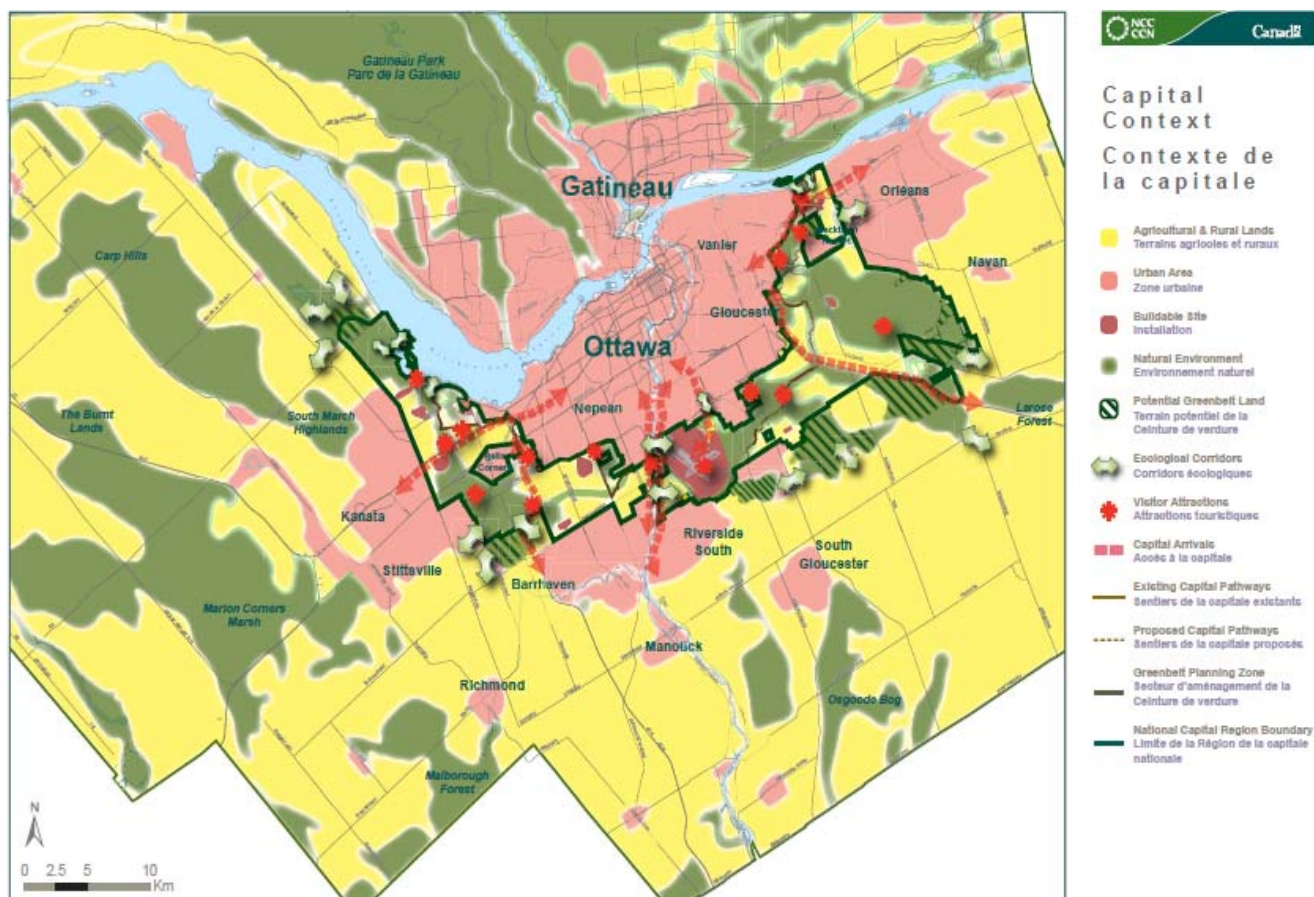 NCC
CCN
Canada
Capital
Context
Contexte de
la capitale
Agricultural & Rural Lands
Terrains agricoles et ruraux
Urban Area
Zone urbaine
Buildable Site
Installation
Natural Environment
Environnement naturel
Potential Greenbelt Land
Terrain potentiel de la
Ceinture de verdure
Ecological Corridors
Corridors écologiques
Visitor Attractions
Attractions touristiques
Capital Arrivals
Accès à la capitale
Existing Capital Pathways
Sentiers de la capitale existants
Proposed Capital Pathways
Sentiers de la capitale proposés
Greenbelt Planning Zone
Secteur d'aménagement de la
Ceinture de verdure
National Capital Region Boundary
Limite de la Région de la capitale
nationale
Gatineau Park
Parc de la Gatineau
Gatineau
Orléans
Vanier
Carp Hills
Navan
Gloucester
Ottawa
Nepean
The Burnt
Lands
South March
Highlands
Larose
Forest
Kanata
Riverside
South
South
Gloucester
Stittsville
Barrhaven
Marlon Corners
Marsh
Manotick
Richmond
Osgoode Bog
Malborough
Forest
N
0 2.5 5 10
Km